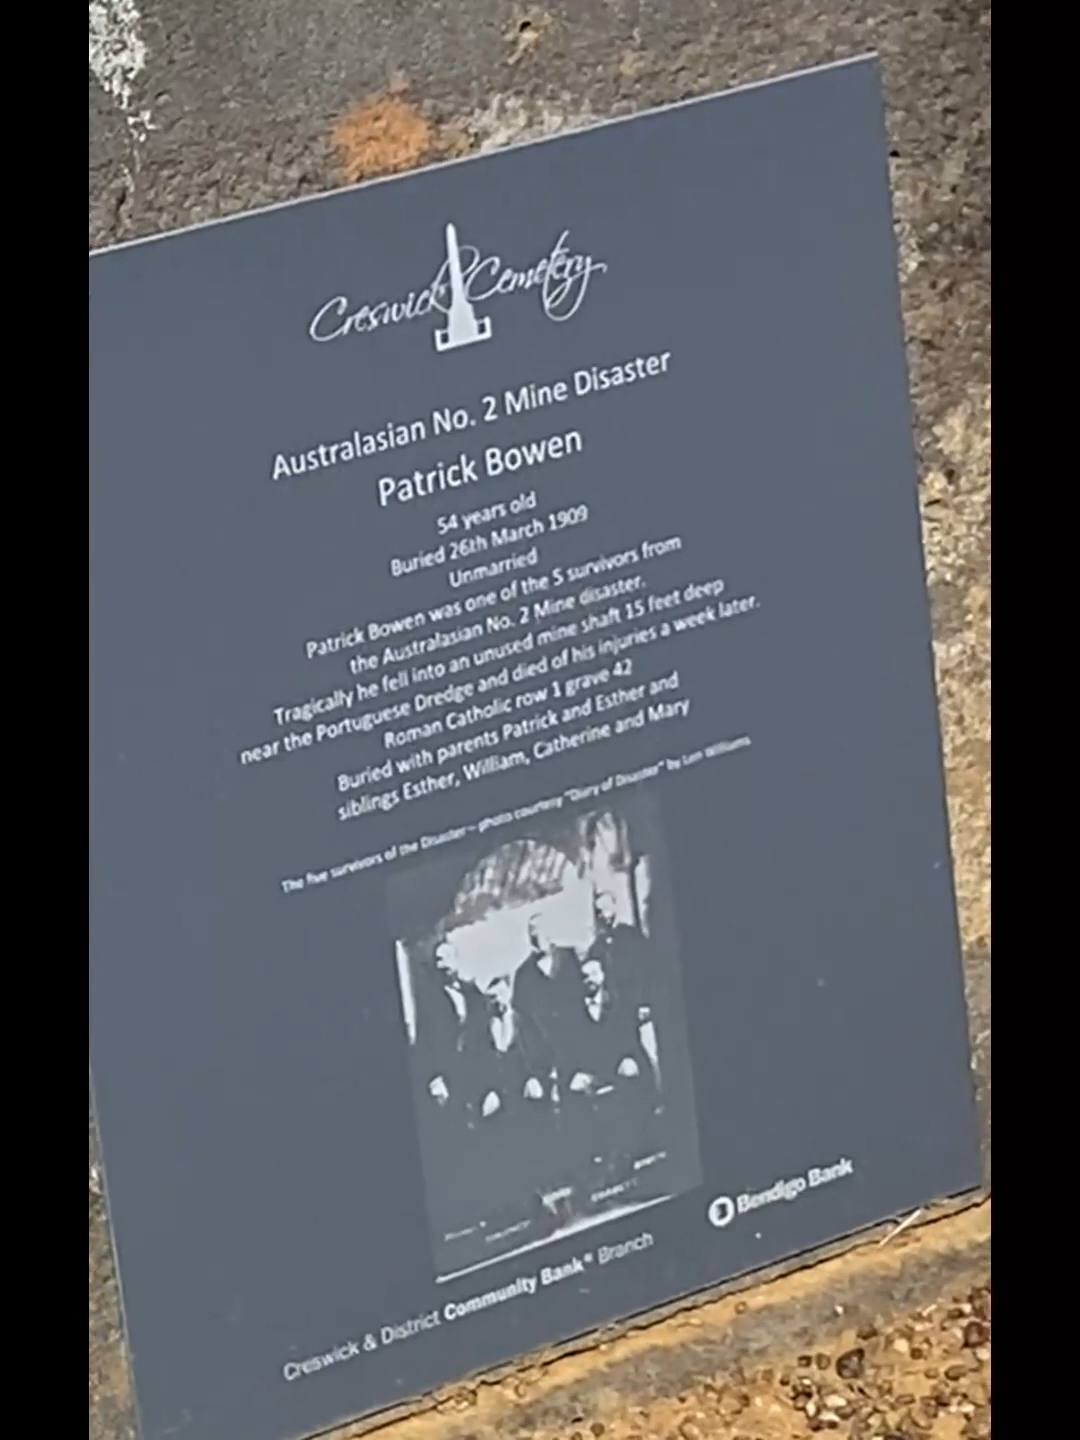 Creswick Cemetery
Australasian No. 2 Mine Disaster
Patrick Bowen
54 years old
Buried 26th March 1909
Unmarried
Patrick Bowen was one of the 5 survivors from
the Australasian No. 2 Mine disaster.
Tragically he fell into an unused mine shaft 15 feet deep
near the Portuguese Dredge and died of his injuries a week later.
Roman Catholic row 1 grave 42
Buried with parents Patrick and Esther and
siblings Esther, William, Catherine and Mary
The five survivors of the Disaster – photo courtesy "Diary of Disaster" by Len Williams
Bendigo Bank
Creswick & District Community Bank® Branch